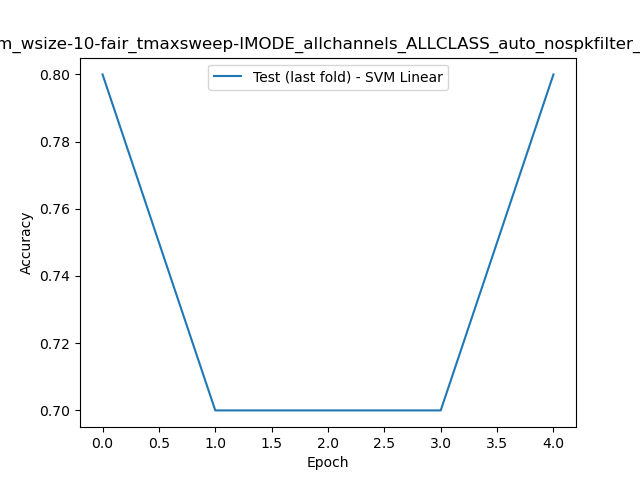 m_wsize-10-fair_tmaxsweep-IMODE_allchannels_ALLCLASS_auto_nospkfilter_
Test (last fold) - SVM Linear
0.80
0.78
0.76
0.74
0.72
0.70
Accuracy
0.0 0.5 1.0 1.5 2.0 2.5 3.0 3.5 4.0
Epoch